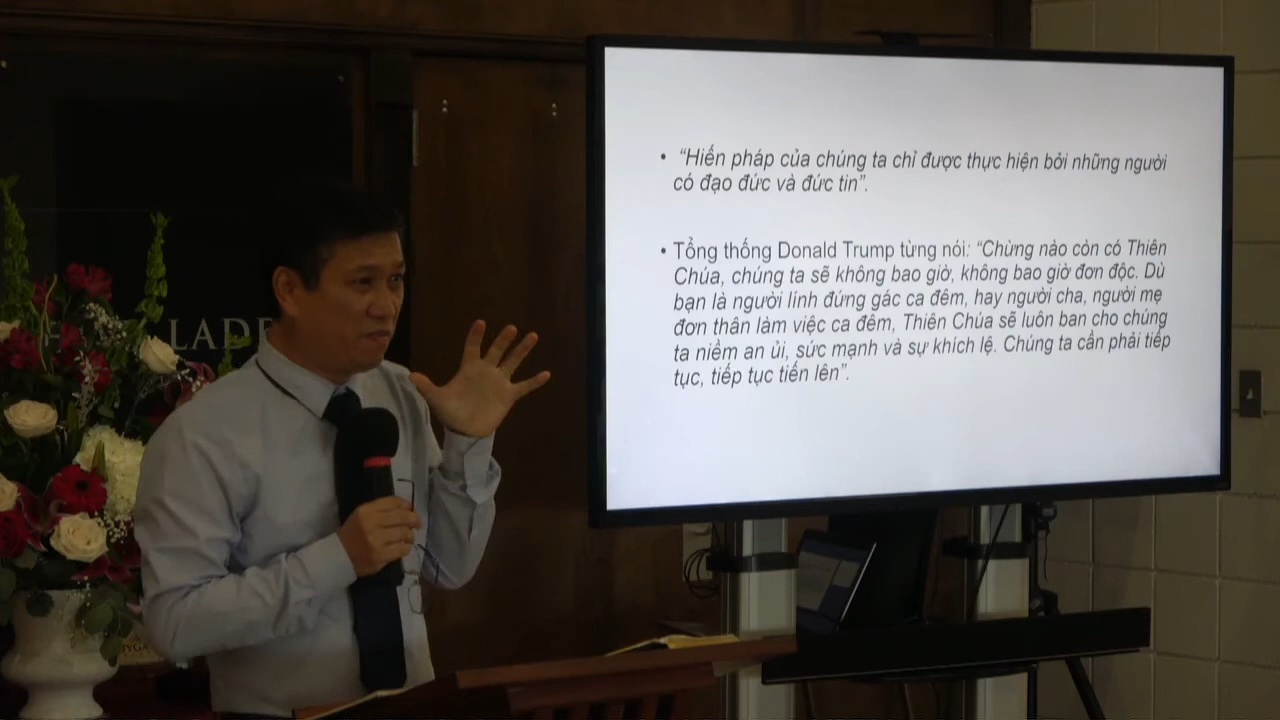 • “Hiến pháp của chúng ta chỉ được thực hiện bởi những người
có đạo đức và đức tin”.
• Tổng thống Donald Trump từng nói: “Chừng nào còn có Thiên
Chúa, chúng ta sẽ không bao giờ, không bao giờ đơn độc. Dù
bạn là người lính đứng gác ca đêm, hay người cha, người mẹ
đơn thân làm việc ca đêm, Thiên Chúa sẽ luôn ban cho chúng
ta niềm an ủi, sức mạnh và sự khích lệ. Chúng ta cần phải tiếp
tục, tiếp tục tiến lên”.